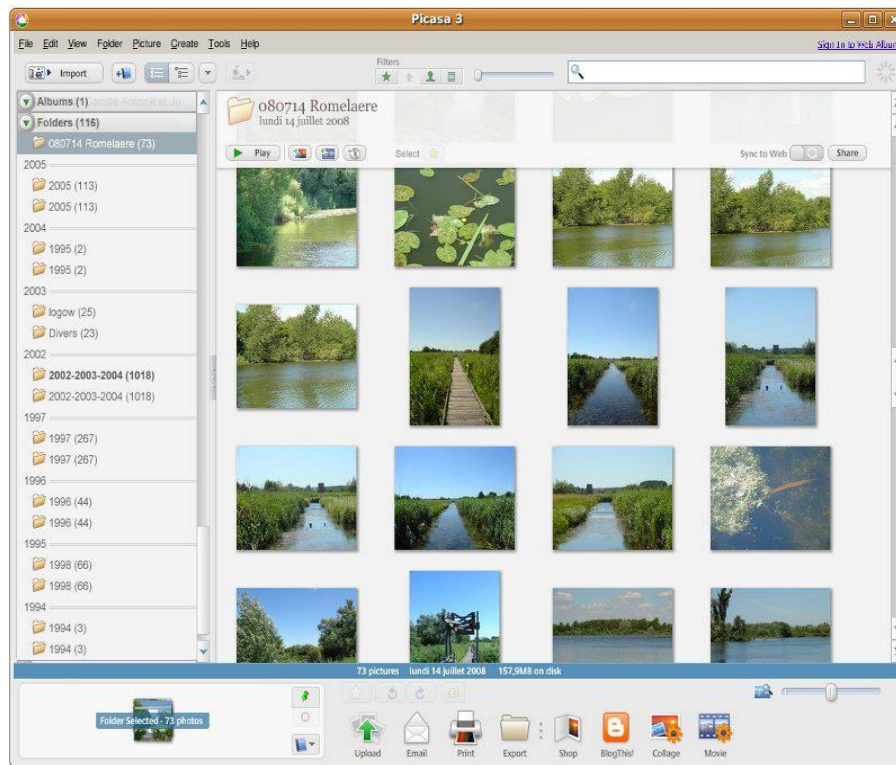 Picasa 3
File Edit View Folder Picture Create Tools Help
Sign In to Web Albums
Import
Filters
Albums (1)
Folders (116)
080714 Romelaere (73)
2005
2005 (113)
2005 (113)
2004
1995 (2)
1995 (2)
2003
logow (25)
Divers (23)
2002
2002-2003-2004 (1018)
2002-2003-2004 (1018)
1997
1997 (267)
1997 (267)
1996
1996 (44)
1996 (44)
1995
1998 (66)
1998 (66)
1994
1994 (3)
1994 (3)
080714 Romelaere
lundi 14 juillet 2008
Play
Select
Sync to Web
Share
73 pictures lundi 14 juillet 2008 157,9MB on disk
Folder Selected - 73 photos
Upload Email Print Export Shop BlogThis! Collage Movie